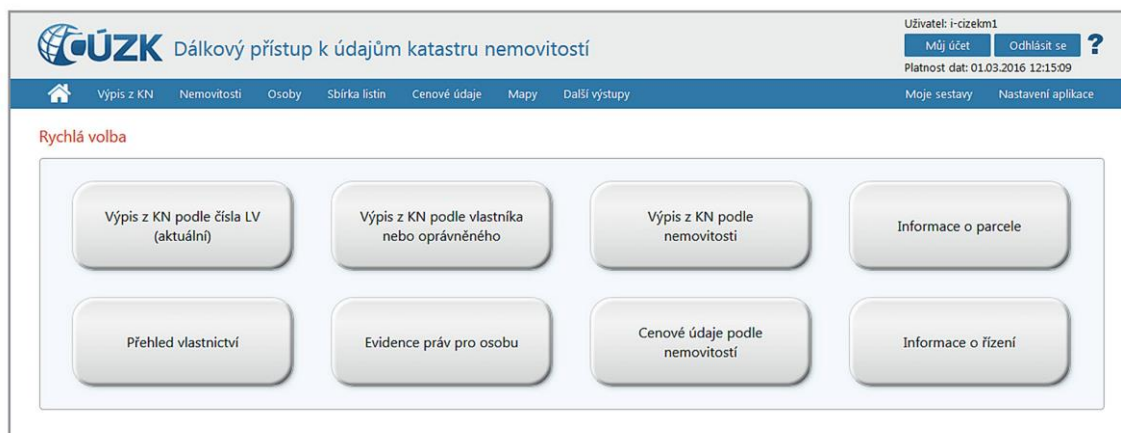 Uživatel: i-cizekm1
ČÚZK Dálkový přístup k údajům katastru nemovitostí
Můj účet Odhlásit se ?
Platnost dat: 01.03.2016 12:15:09
Výpis z KN Nemovitosti Osoby Sbírka listin Cenové údaje Mapy Další výstupy Moje sestavy Nastavení aplikace
Rychlá volba
Výpis z KN podle čísla LV
(aktuální)
Výpis z KN podle vlastníka
nebo oprávněného
Výpis z KN podle
nemovitosti
Informace o parcele
Přehled vlastnictví
Evidence práv pro osobu
Cenové údaje podle
nemovitostí
Informace o řízení